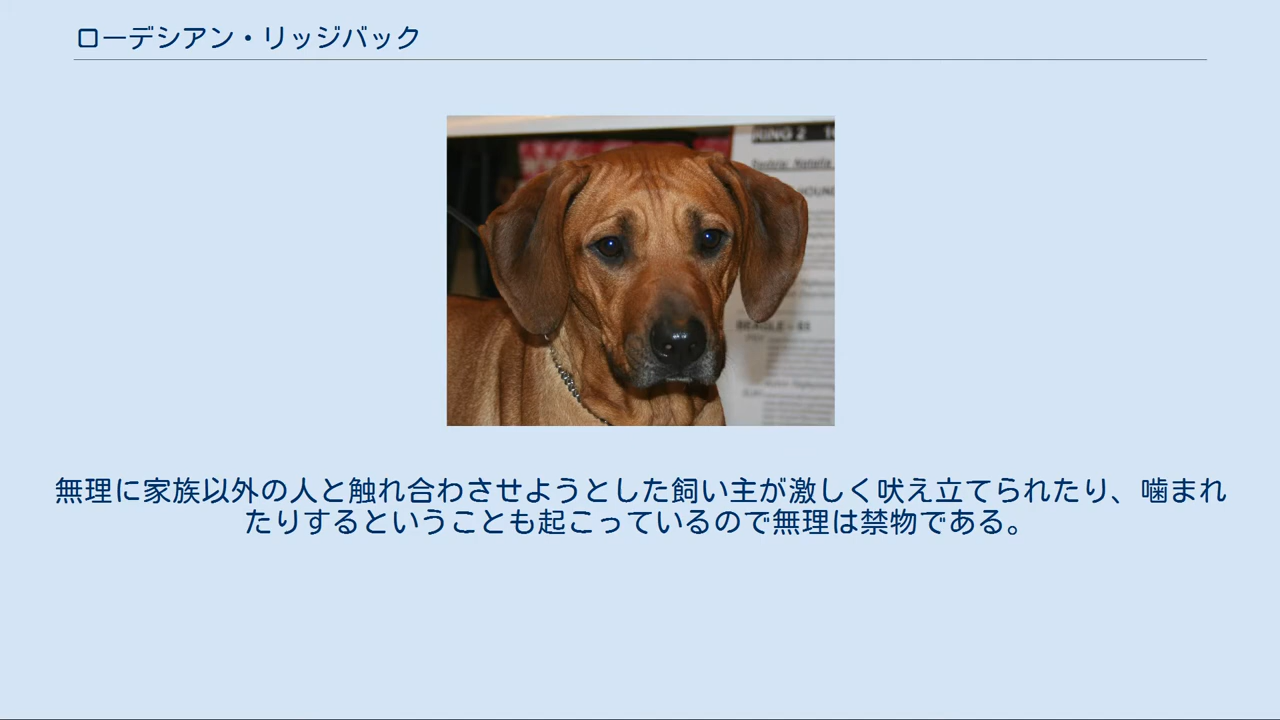 ローデシアン・リッジバック
RING 2
BEAGLE - 61
無理に家族以外の人と触れ合わさせようとした飼い主が激しく吠え立てられたり、噛まれ
たりするということも起こっているので無理は禁物である。